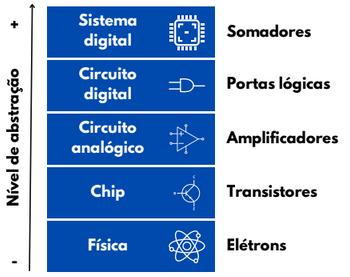 +
Nível de abstração
-
Sistema
digital
Somadores
Circuito
digital
Portas lógicas
Circuito
analógico
Amplificadores
Chip
Transistores
Física
Elétrons